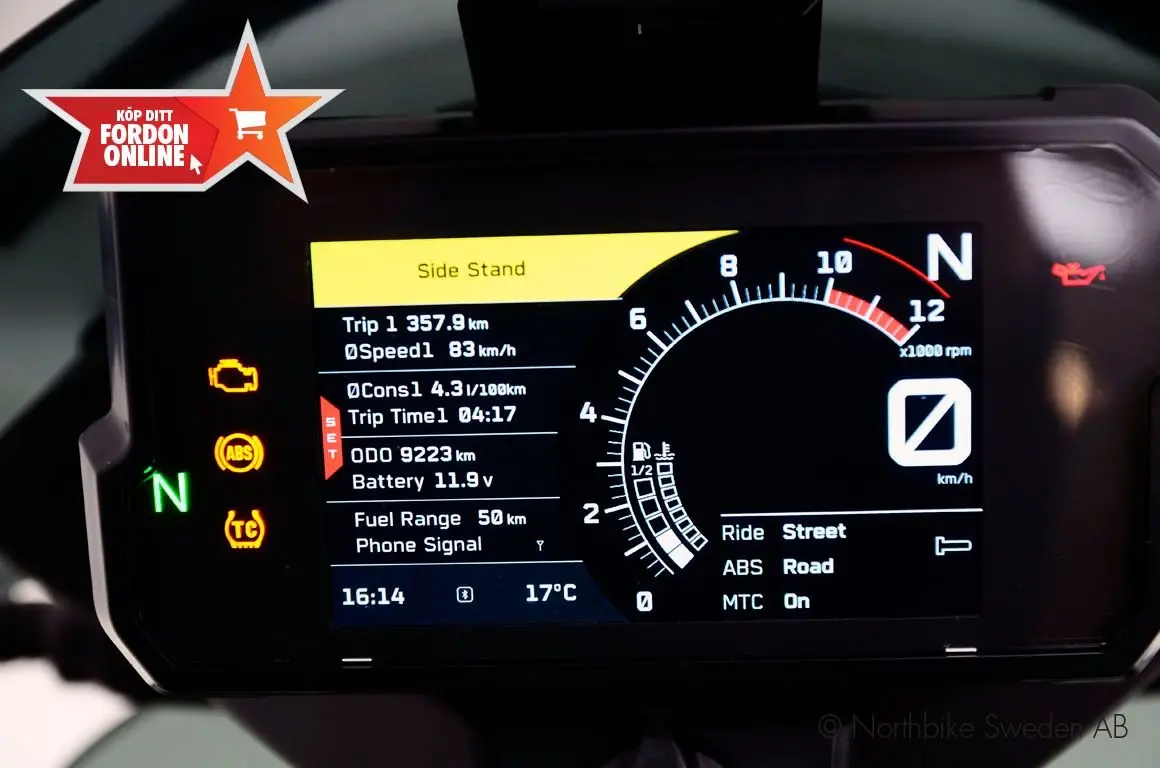 KÖP DITT
FORDON
ONLINE
Side Stand
Trip 1 357.9 km
ØSpeed1 83 km/h
ØCons1 4.3 l/100km
Trip Time1 04:17
ODO 9223 km
Battery 11.9 V
Fuel Range 50 km
Phone Signal
16:14 17°C
SET
ABS
N
TC
0 2 4 6 8 10 12
x1000 rpm
N
1/2
0
km/h
Ride Street
ABS Road
MTC On
© Northbike Sweden AB